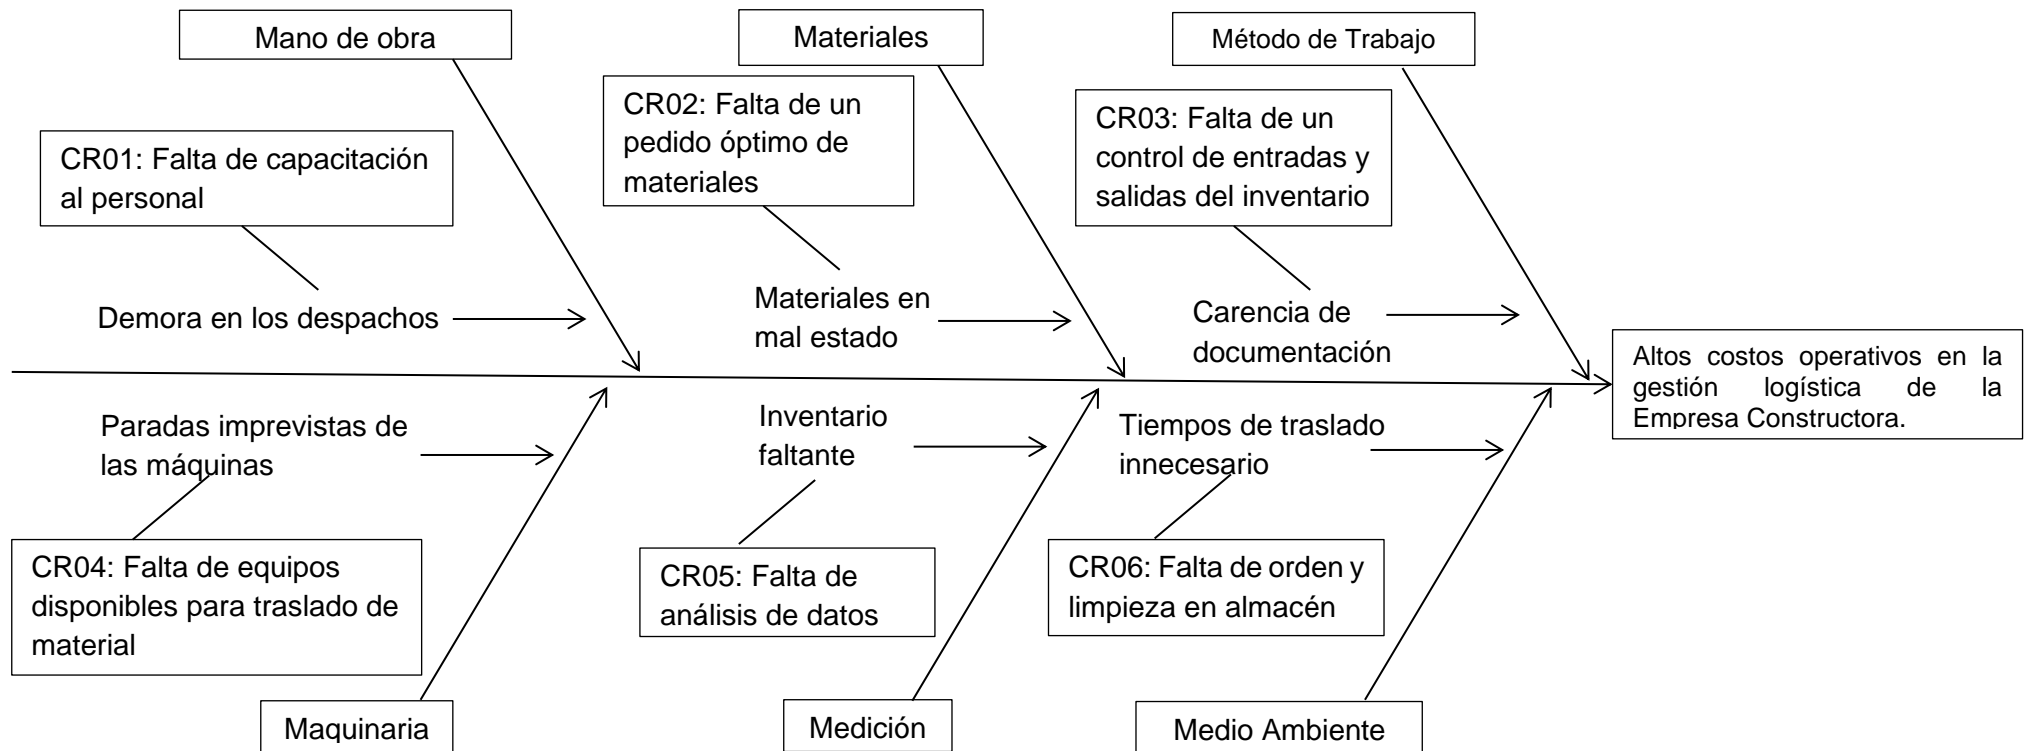 Mano de obra
Materiales
Método de Trabajo
CR01: Falta de capacitación
al personal
CR02: Falta de un
pedido óptimo de
materiales
CR03: Falta de un
control de entradas y
salidas del inventario
Demora en los despachos
Materiales en
mal estado
Carencia de
documentación
Altos costos operativos en la
gestión logística de la
Empresa Constructora.
Paradas imprevistas de
las máquinas
Inventario
faltante
Tiempos de traslado
innecesario
CR04: Falta de equipos
disponibles para traslado de
material
CR05: Falta de
análisis de datos
CR06: Falta de orden y
limpieza en almacén
Maquinaria
Medición
Medio Ambiente